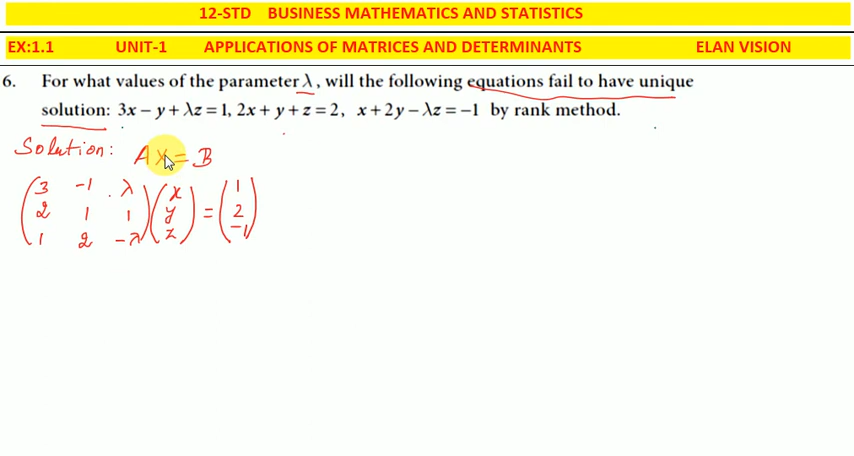 12-STD BUSINESS MATHEMATICS AND STATISTICS
EX:1.1 UNIT-1 APPLICATIONS OF MATRICES AND DETERMINANTS ELAN VISION
6. For what values of the parameter λ, will the following equations fail to have unique
solution: 3x − y + λz = 1, 2x + y + z = 2, x + 2y − λz = −1 by rank method.
Solution: AX = B
3 -1 λ x 1
2 1 1 y = 2
1 2 -λ z -1